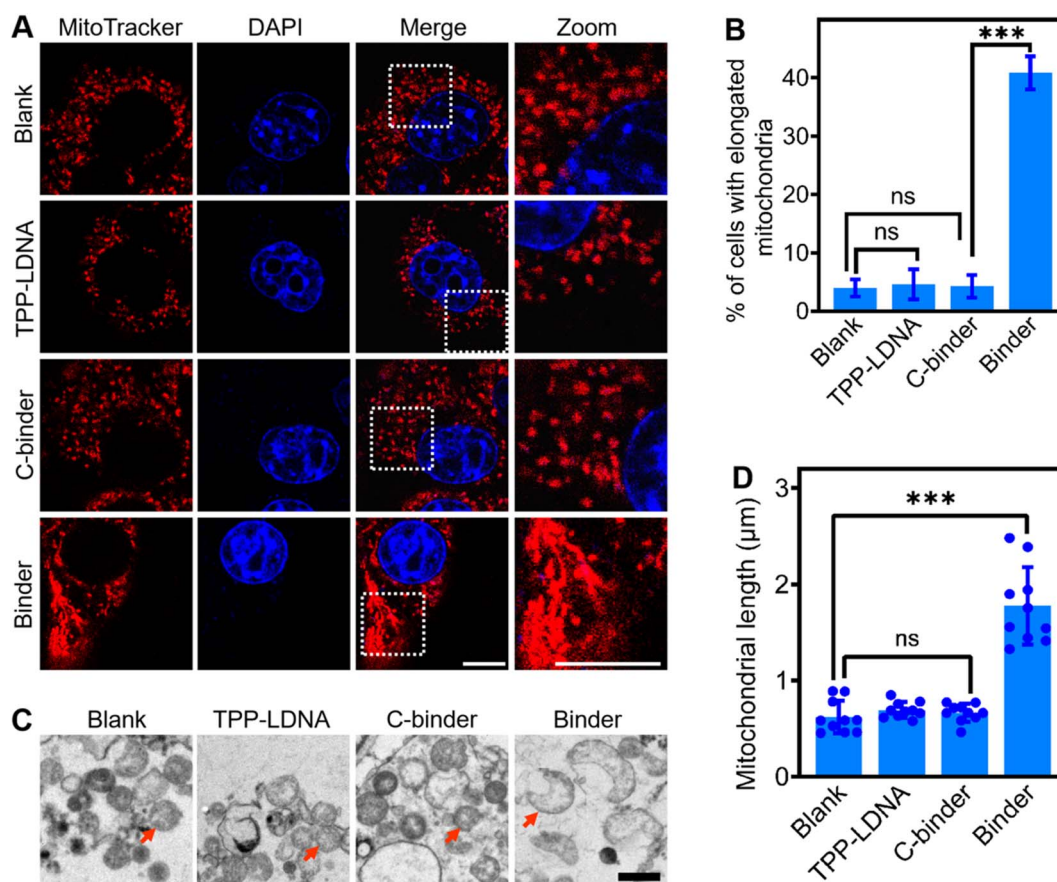 A
MitoTracker DAPI Merge Zoom
Blank
TPP-LDNA
C-binder
Binder
B
% of cells with elongated
mitochondria
40
30
20
10
0
ns
ns
***
Blank
TPP-LDNA
C-binder
Binder
C
Blank TPP-LDNA C-binder Binder
D
Mitochondrial length (μm)
3
2
1
0
***
ns
Blank
TPP-LDNA
C-binder
Binder